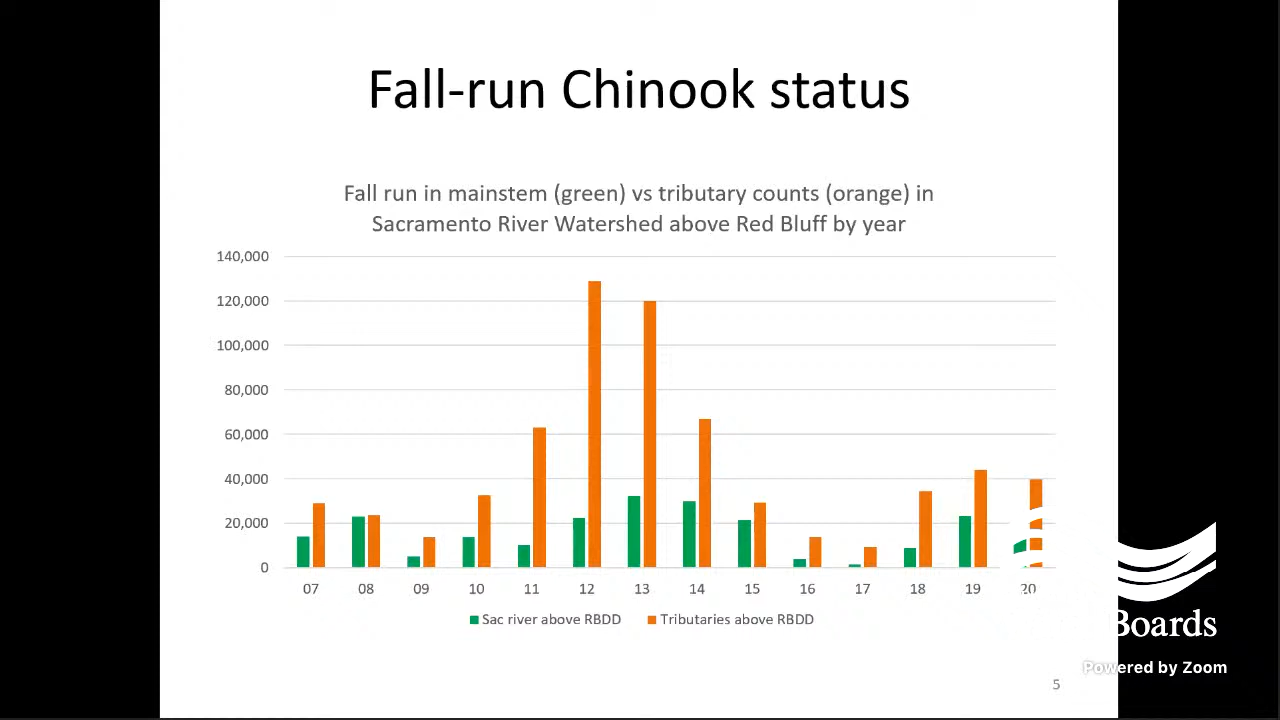 Fall-run Chinook status
Fall run in mainstem (green) vs tributary counts (orange) in
Sacramento River Watershed above Red Bluff by year
140,000
120,000
100,000
80,000
60,000
40,000
20,000
0
07 08 09 10 11 12 13 14 15 16 17 18 19 20
Sac river above RBDD Tributaries above RBDD
Boards
Powered by Zoom
5